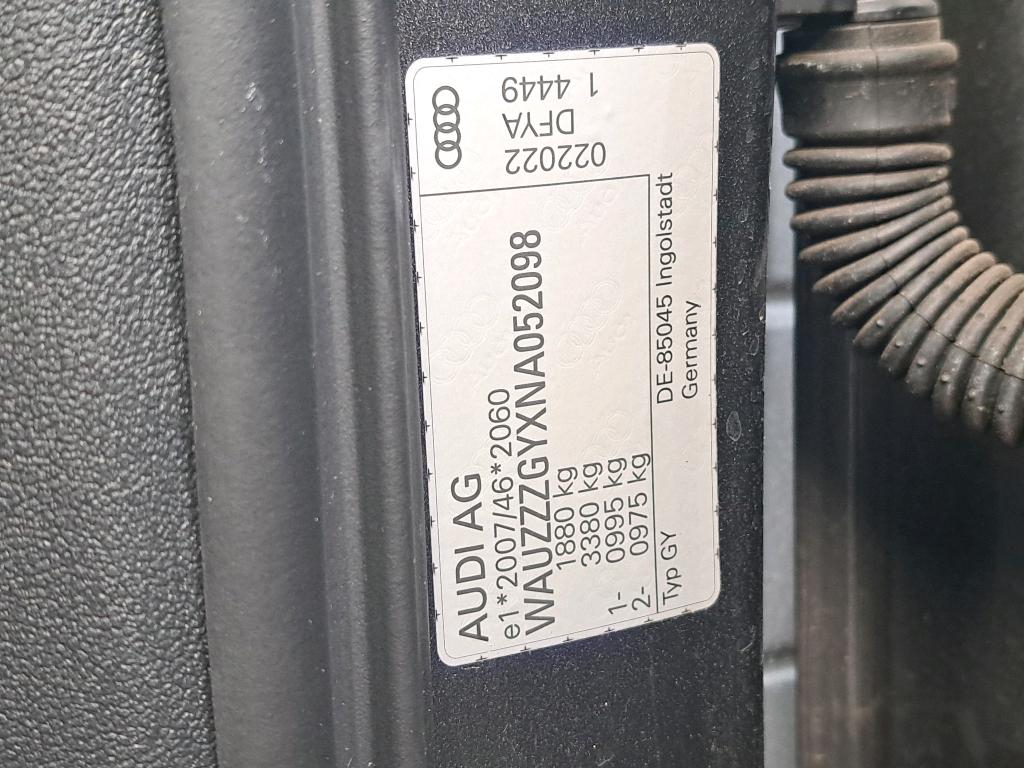 AUDI AG
e1*2007/46*2060
WAUZZZGYXNA052098
1880 kg
3380 kg
1- 0995 kg
2- 0975 kg
Typ GY
DE-85045 Ingolstadt
Germany
022022
DFYA
1 4449